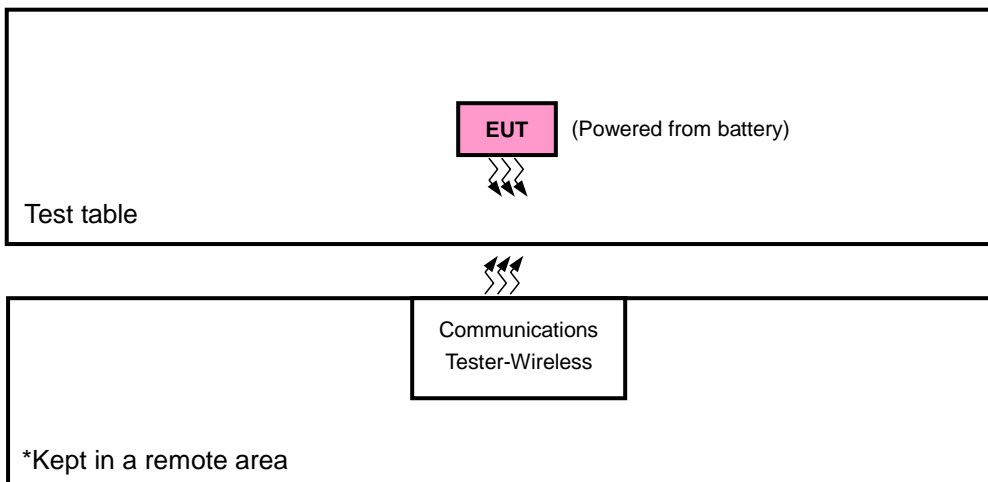 EUT
(Powered from battery)
Test table
Communications
Tester-Wireless
*Kept in a remote area